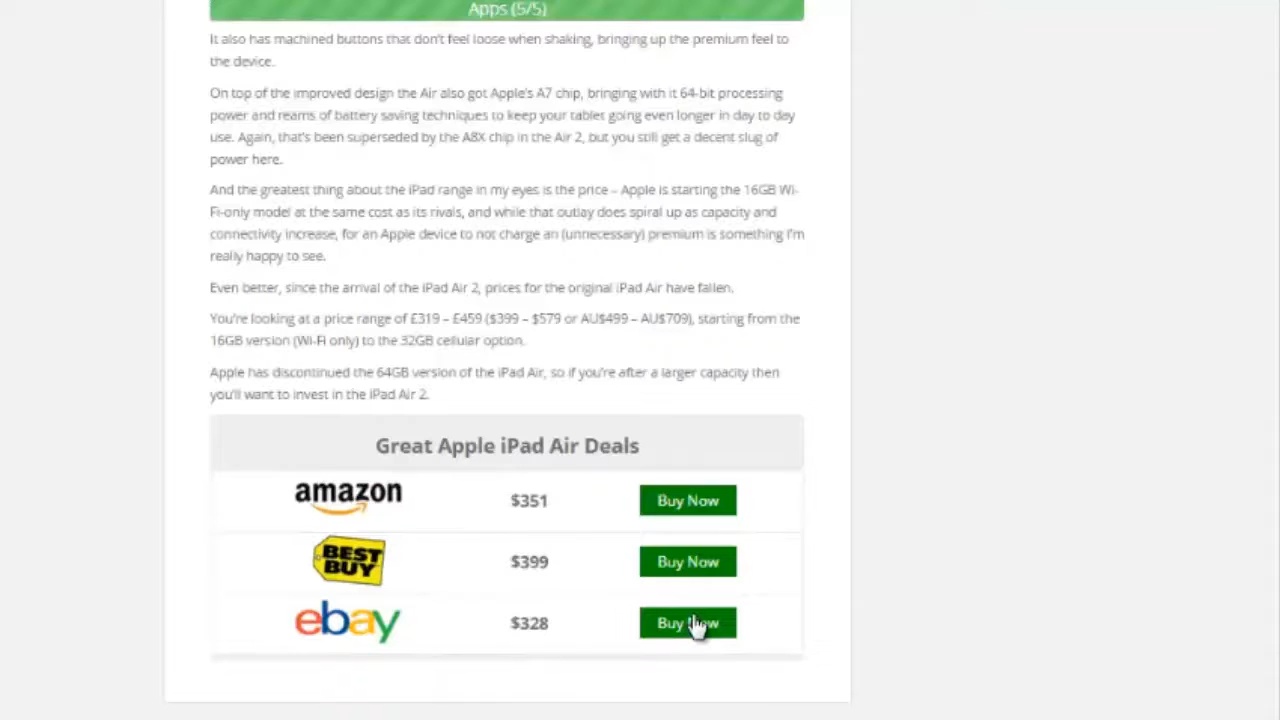 Apps (5/5)
It also has machined buttons that don't feel loose when shaking, bringing up the premium feel to
the device.
On top of the improved design the Air also got Apple's A7 chip, bringing with it 64-bit processing
power and reams of battery saving techniques to keep your tablet going even longer in day to day
use. Again, that's been superseded by the A8X chip in the Air 2, but you still get a decent slug of
power here.
And the greatest thing about the iPad range in my eyes is the price – Apple is starting the 16GB Wi-
Fi-only model at the same cost as its rivals, and while that outlay does spiral up as capacity and
connectivity increase, for an Apple device to not charge an (unnecessary) premium is something I'm
really happy to see.
Even better, since the arrival of the iPad Air 2, prices for the original iPad Air have fallen.
You're looking at a price range of £319 – £459 ($399 – $579 or AU$499 – AU$709), starting from the
16GB version (Wi-Fi only) to the 32GB cellular option.
Apple has discontinued the 64GB version of the iPad Air, so if you're after a larger capacity then
you'll want to invest in the iPad Air 2.
Great Apple iPad Air Deals
amazon $351 Buy Now
BEST BUY $399 Buy Now
ebay $328 Buy Now